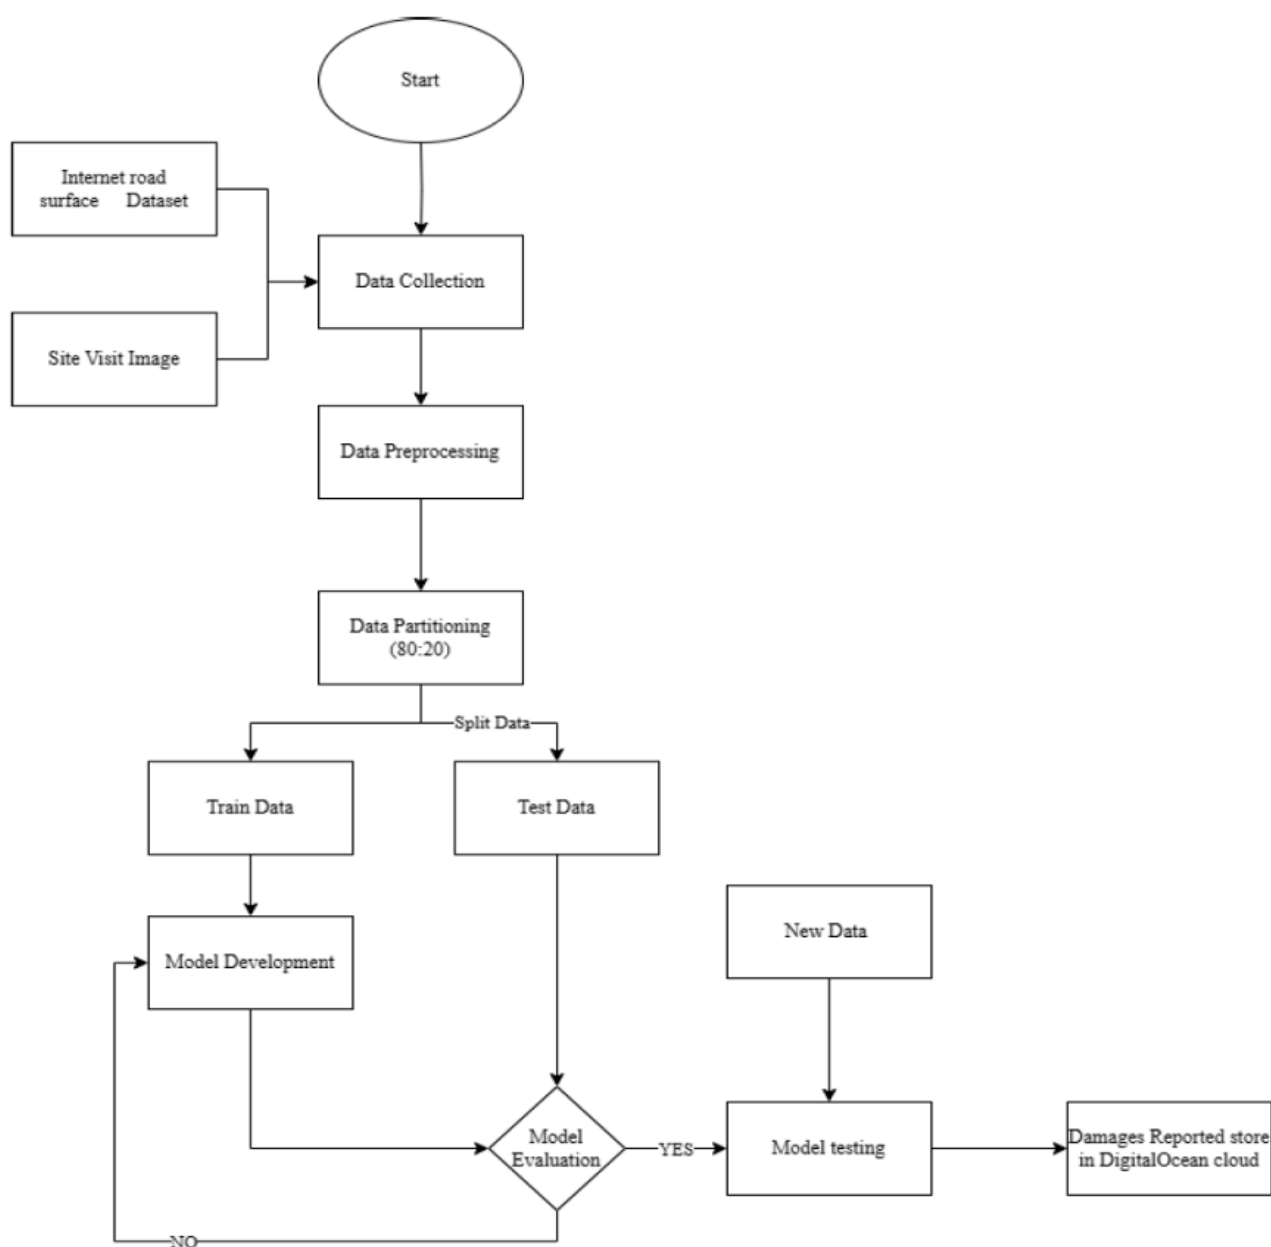 Start
Internet road
surface Dataset
Data Collection
Site Visit Image
Data Preprocessing
Data Partitioning
(80:20)
Split Data
Train Data
Test Data
New Data
Model Development
Model
Evaluation
YES
Model testing
Damages Reported store
in DigitalOcean cloud
NO